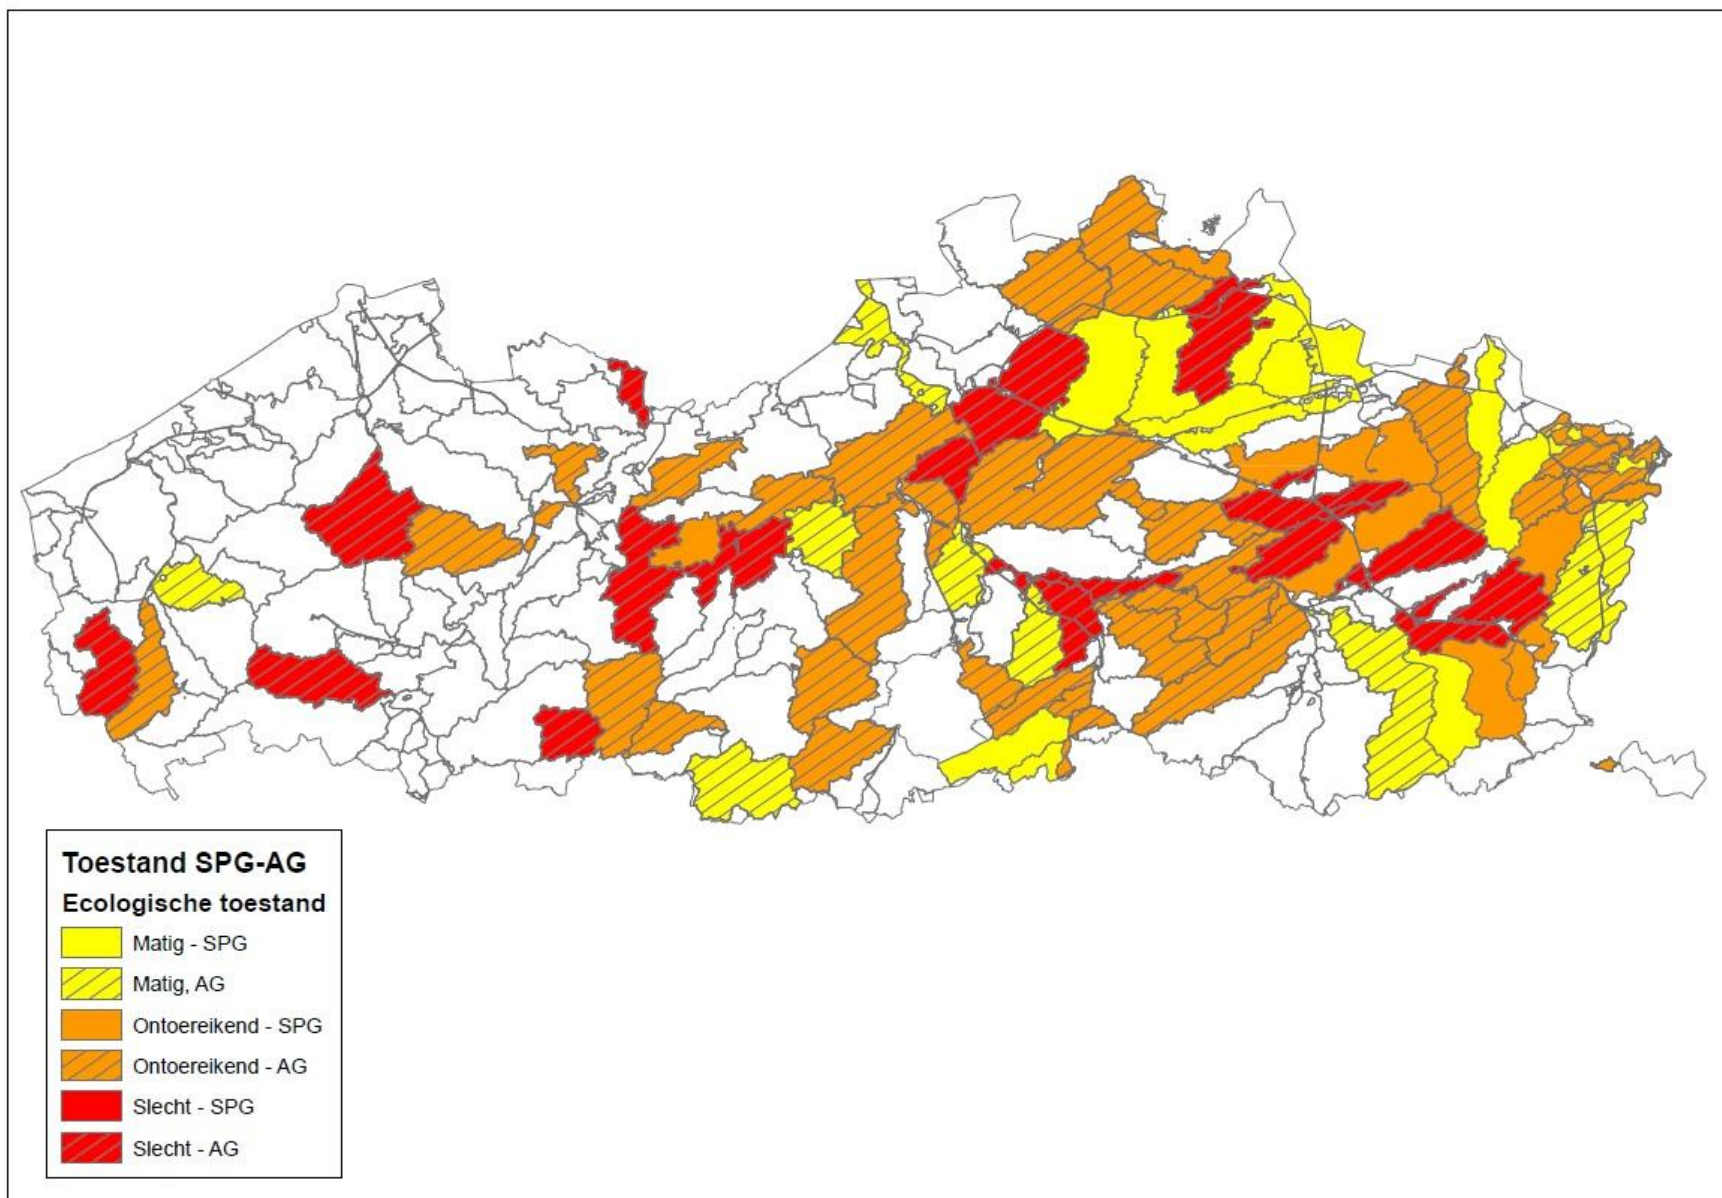 Toestand SPG-AG
Ecologische toestand
Matig - SPG
Matig, AG
Ontoereikend - SPG
Ontoereikend - AG
Slecht - SPG
Slecht - AG